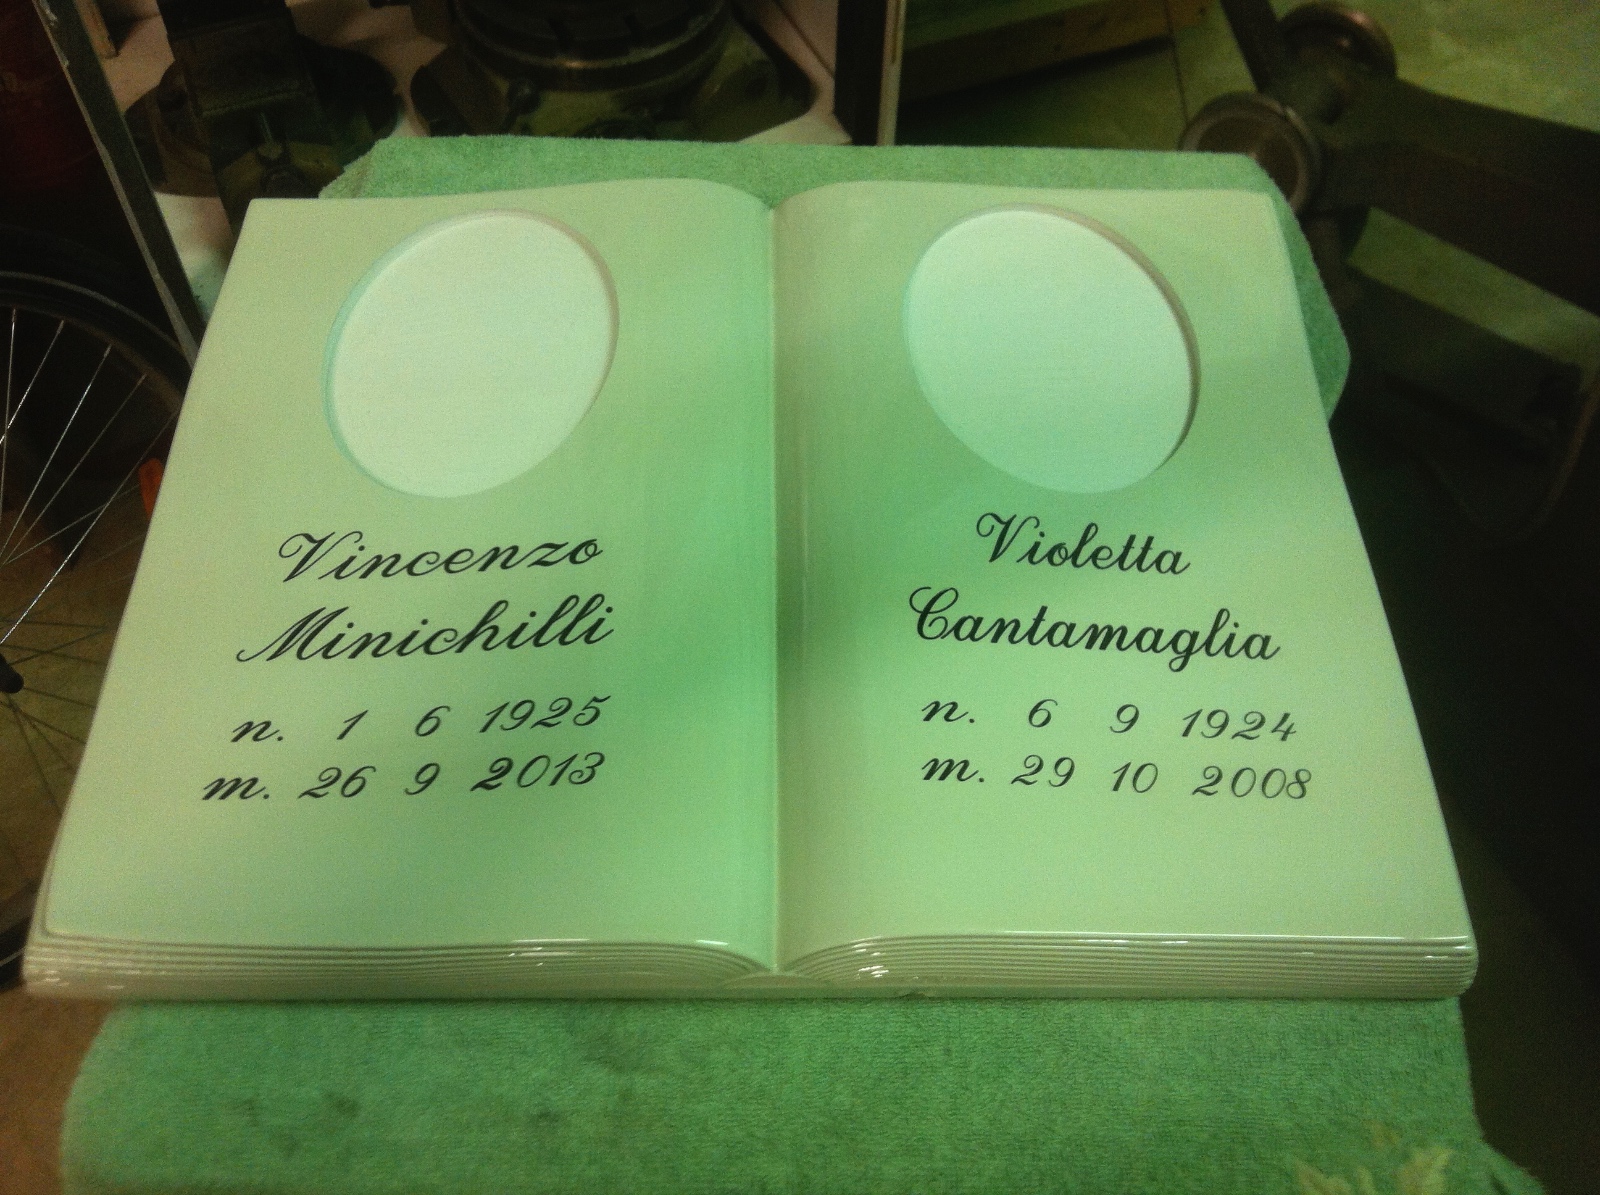 Vincenzo
Minichilli
n. 1 6 1925
m. 26 9 2013
Violetta
Cantamaglia
n. 6 9 1924
m. 29 10 2008